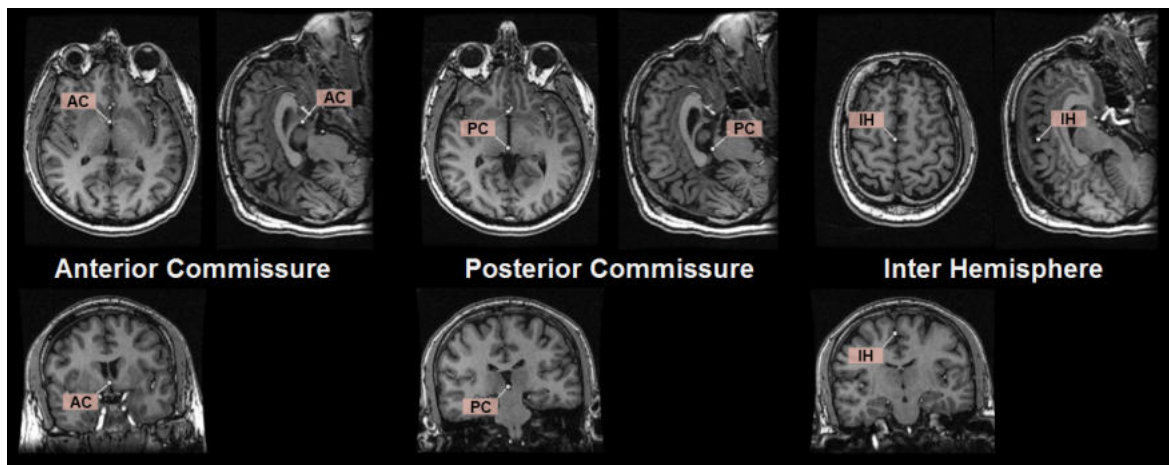 AC
AC
PC
PC
IH
IH
Anterior Commissure
Posterior Commissure
Inter Hemisphere
AC
PC
IH